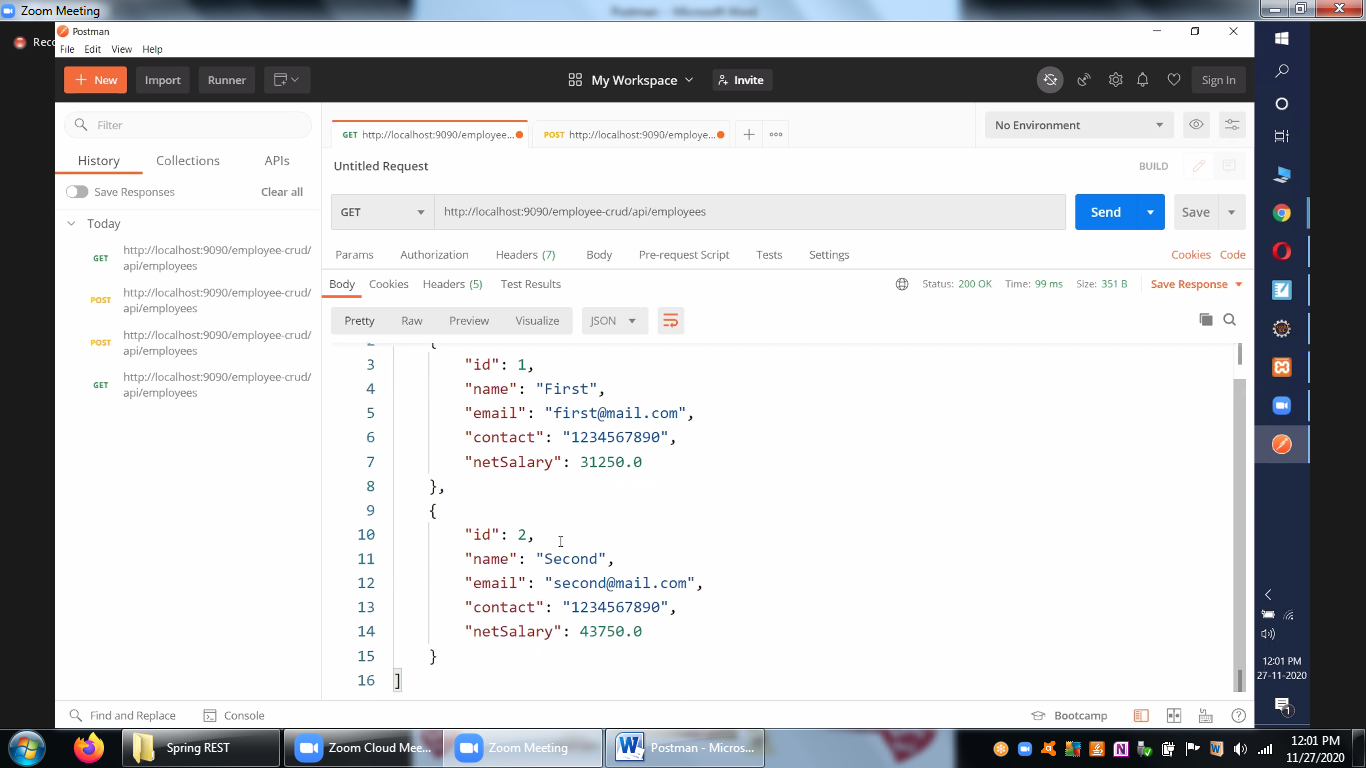 Zoom Meeting
Postman - Microsoft Word
Reco
Postman
File Edit View Help
New Import Runner My Workspace Invite Sign In
Filter
History Collections APIs
Save Responses Clear all
Today
GET http://localhost:9090/employee-crud/
api/employees
POST http://localhost:9090/employee-crud/
api/employees
POST http://localhost:9090/employee-crud/
api/employees
GET http://localhost:9090/employee-crud/
api/employees
GET http://localhost:9090/employee... POST http://localhost:9090/employe... No Environment
Untitled Request BUILD
GET http://localhost:9090/employee-crud/api/employees Send Save
Params Authorization Headers (7) Body Pre-request Script Tests Settings Cookies Code
Body Cookies Headers (5) Test Results Status: 200 OK Time: 99 ms Size: 351 B Save Response
Pretty Raw Preview Visualize JSON
2 {
3 "id": 1,
4 "name": "First",
5 "email": "first@mail.com",
6 "contact": "1234567890",
7 "netSalary": 31250.0
8 },
9 {
10 "id": 2,
11 "name": "Second",
12 "email": "second@mail.com",
13 "contact": "1234567890",
14 "netSalary": 43750.0
15 }
16 ]
Find and Replace Console Bootcamp
12:01 PM
27-11-2020
1
Spring REST Zoom Cloud Mee... Zoom Meeting Postman - Micros...
12:01 PM
11/27/2020